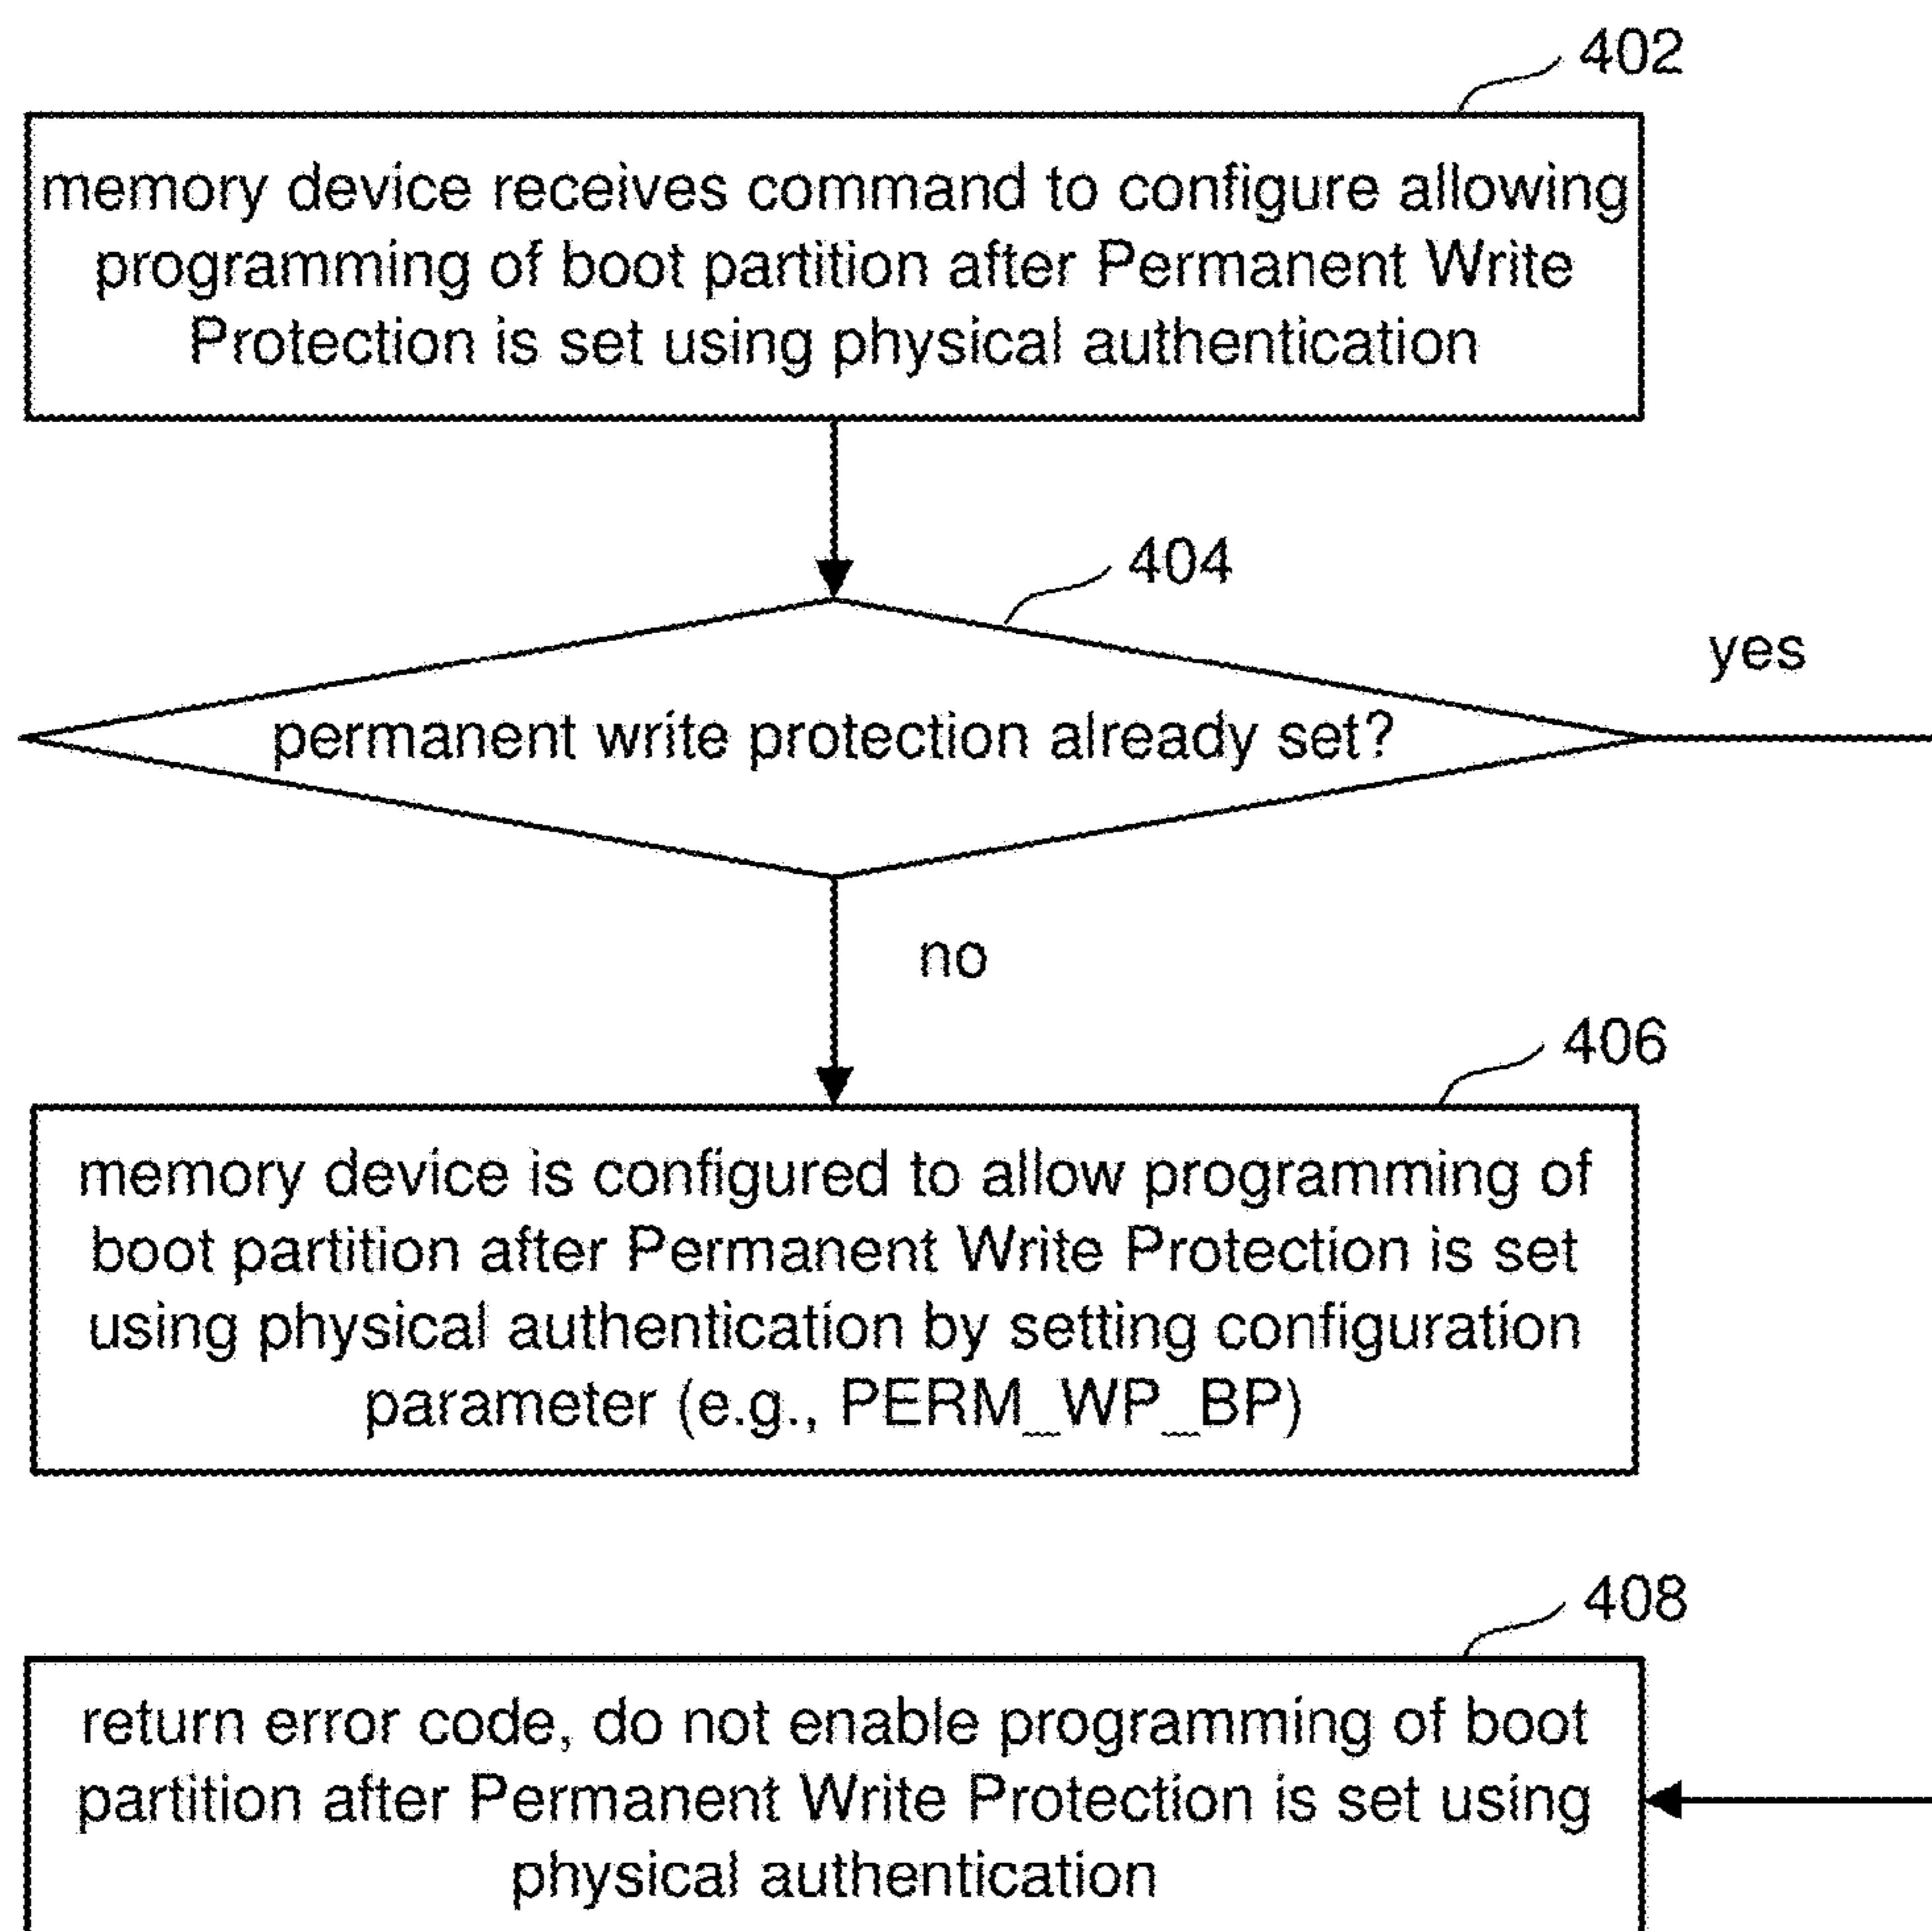 402
memory device receives command to configure allowing
programming of boot partition after Permanent Write
Protection is set using physical authentication
404
yes
permanent write protection already set?
no
406
memory device is configured to allow programming of
boot partition after Permanent Write Protection is set
using physical authentication by setting configuration
parameter (e.g., PERM_WP_BP)
408
return error code, do not enable programming of boot
partition after Permanent Write Protection is set using
physical authentication